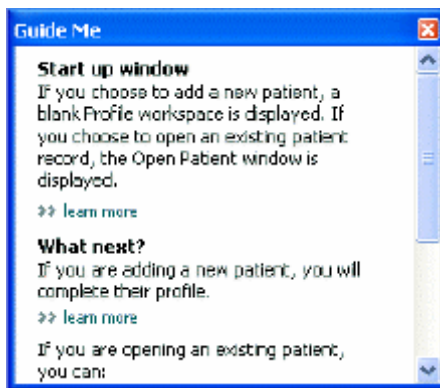 Guide Me
Start up window
If you choose to add a new patient, a
blank Profile workspace is displayed. If
you choose to open an existing patient
record, the Open Patient window is
displayed.
>> learn more
What next?
If you are adding a new patient, you will
complete their profile.
>> learn more
If you are opening an existing patient,
you can: